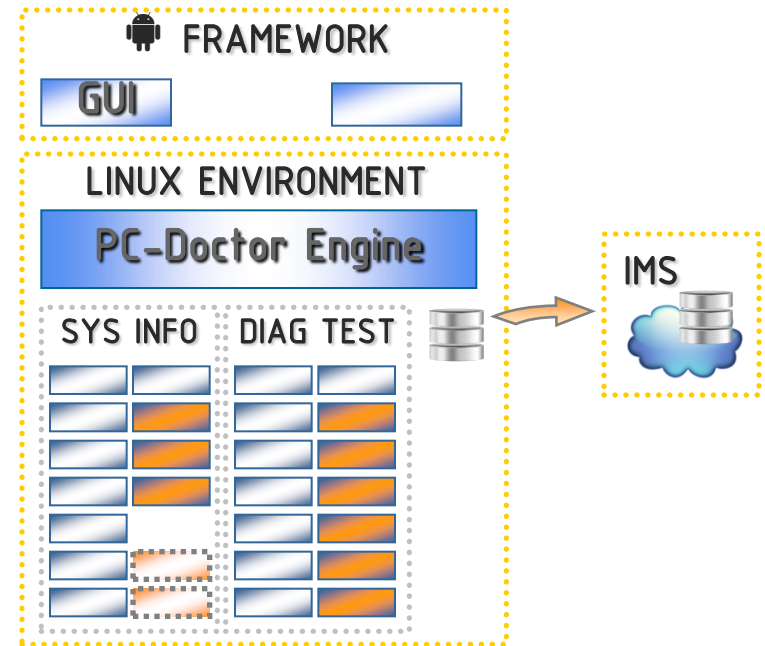 FRAMEWORK
GUI
LINUX ENVIRONMENT
PC-Doctor Engine
IMS
SYS INFO
DIAG TEST